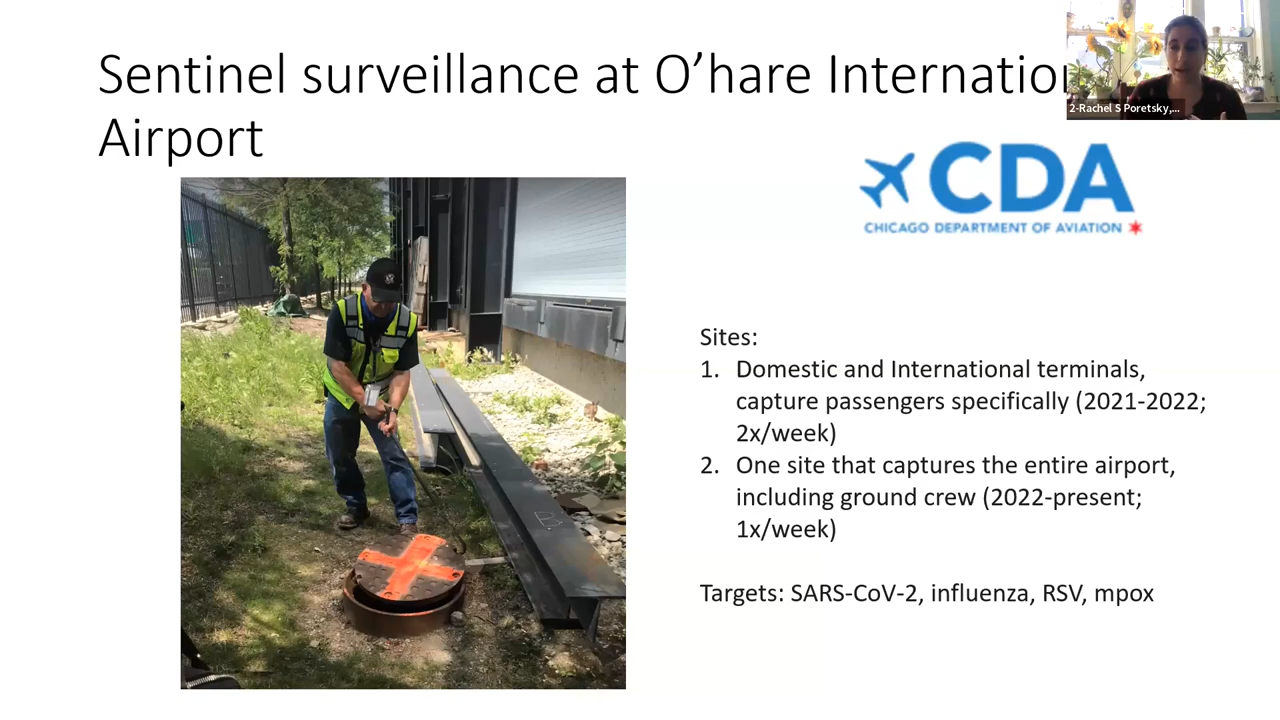 Sentinel surveillance at O’hare Internatio
Airport
2-Rachel S Poretsky,...
CDA
CHICAGO DEPARTMENT OF AVIATION
Sites:
1. Domestic and International terminals,
capture passengers specifically (2021-2022;
2x/week)
2. One site that captures the entire airport,
including ground crew (2022-present;
1x/week)
Targets: SARS-CoV-2, influenza, RSV, mpox